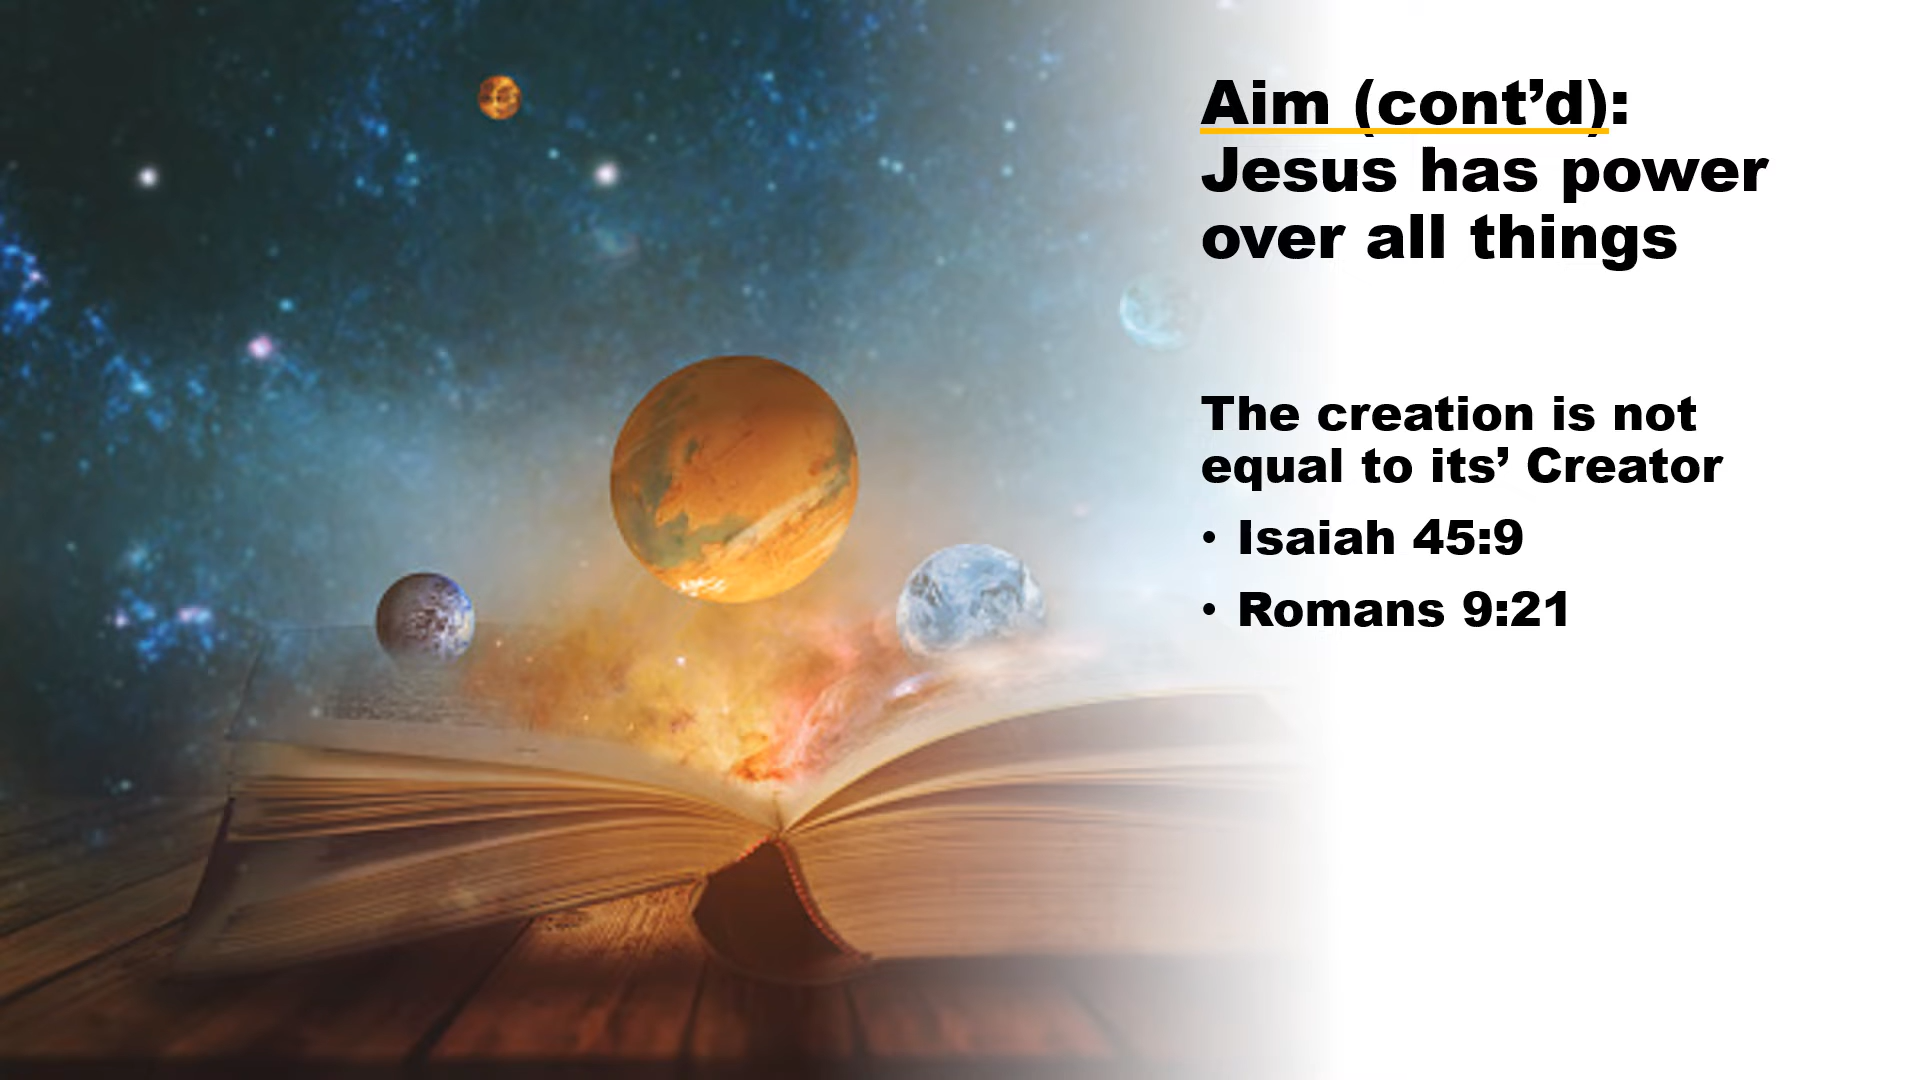 Aim (cont’d):
Jesus has power
over all things
The creation is not
equal to its’ Creator
• Isaiah 45:9
• Romans 9:21